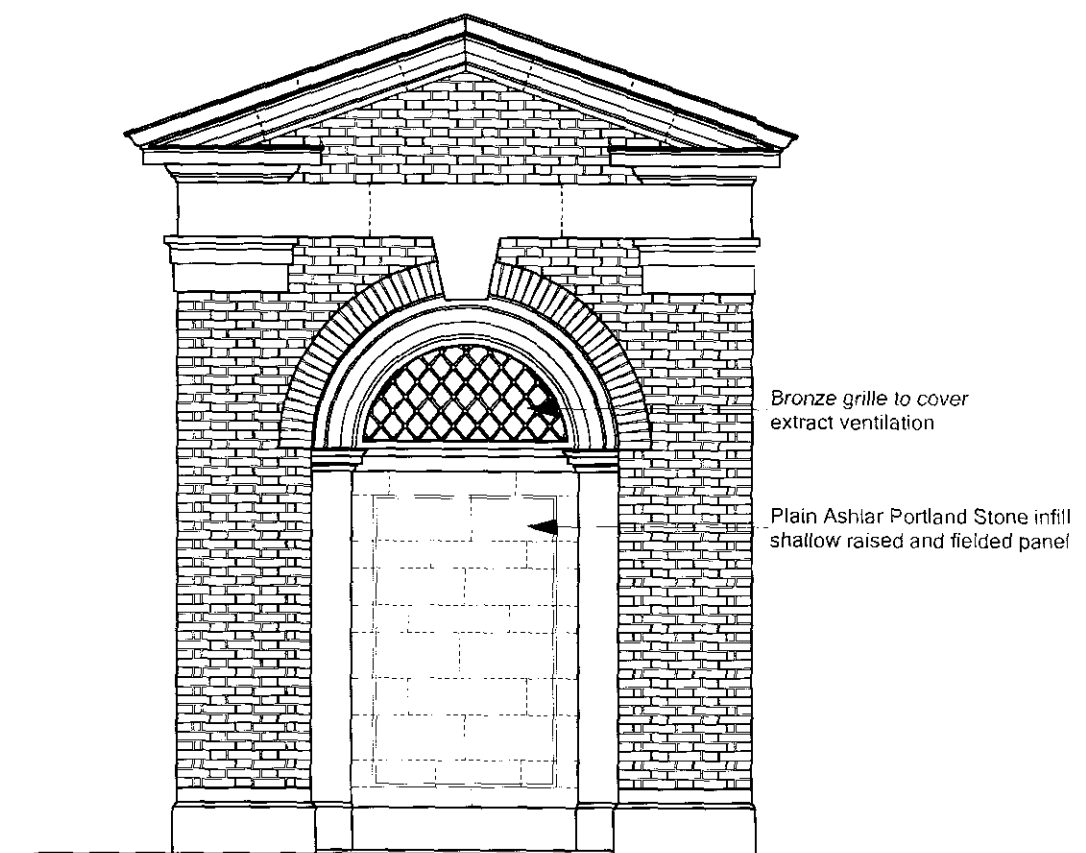 Bronze grille to cover
extract ventilation
Plain Ashlar Portland Stone infill
shallow raised and fielded panel